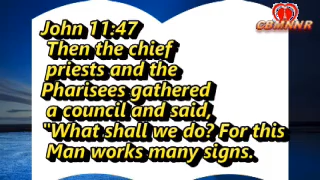 John 11:47
Then the chief
priests and the
Pharisees gathered
a council and said,
"What shall we do? For this
Man works many signs.
GBMNNR